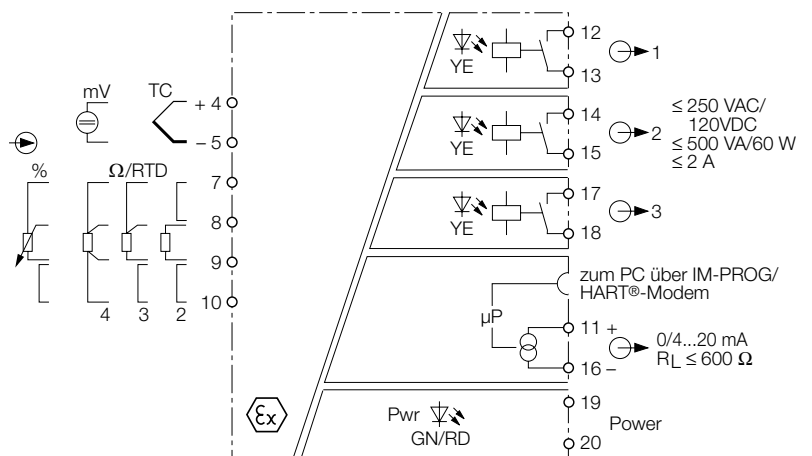 mV
TC
+ 4
– 5
%
Ω/RTD
7
8
9
10
4
3
2
YE
12
13
1
YE
14
15
2
≤ 250 VAC/
120VDC
≤ 500 VA/60 W
≤ 2 A
YE
17
18
3
zum PC über IM-PROG/
HART®-Modem
µP
11 +
16 –
0/4...20 mA
RL ≤ 600 Ω
Ex
Pwr
GN/RD
19
20
Power